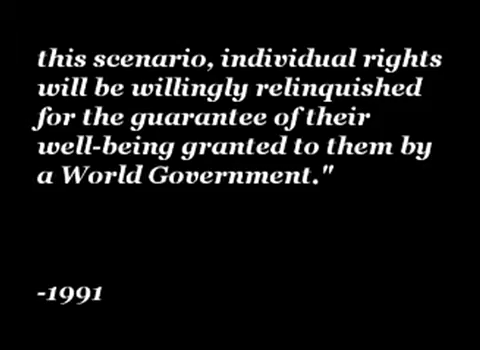 this scenario, individual rights
will be willingly relinquished
for the guarantee of their
well-being granted to them by
a World Government."
-1991